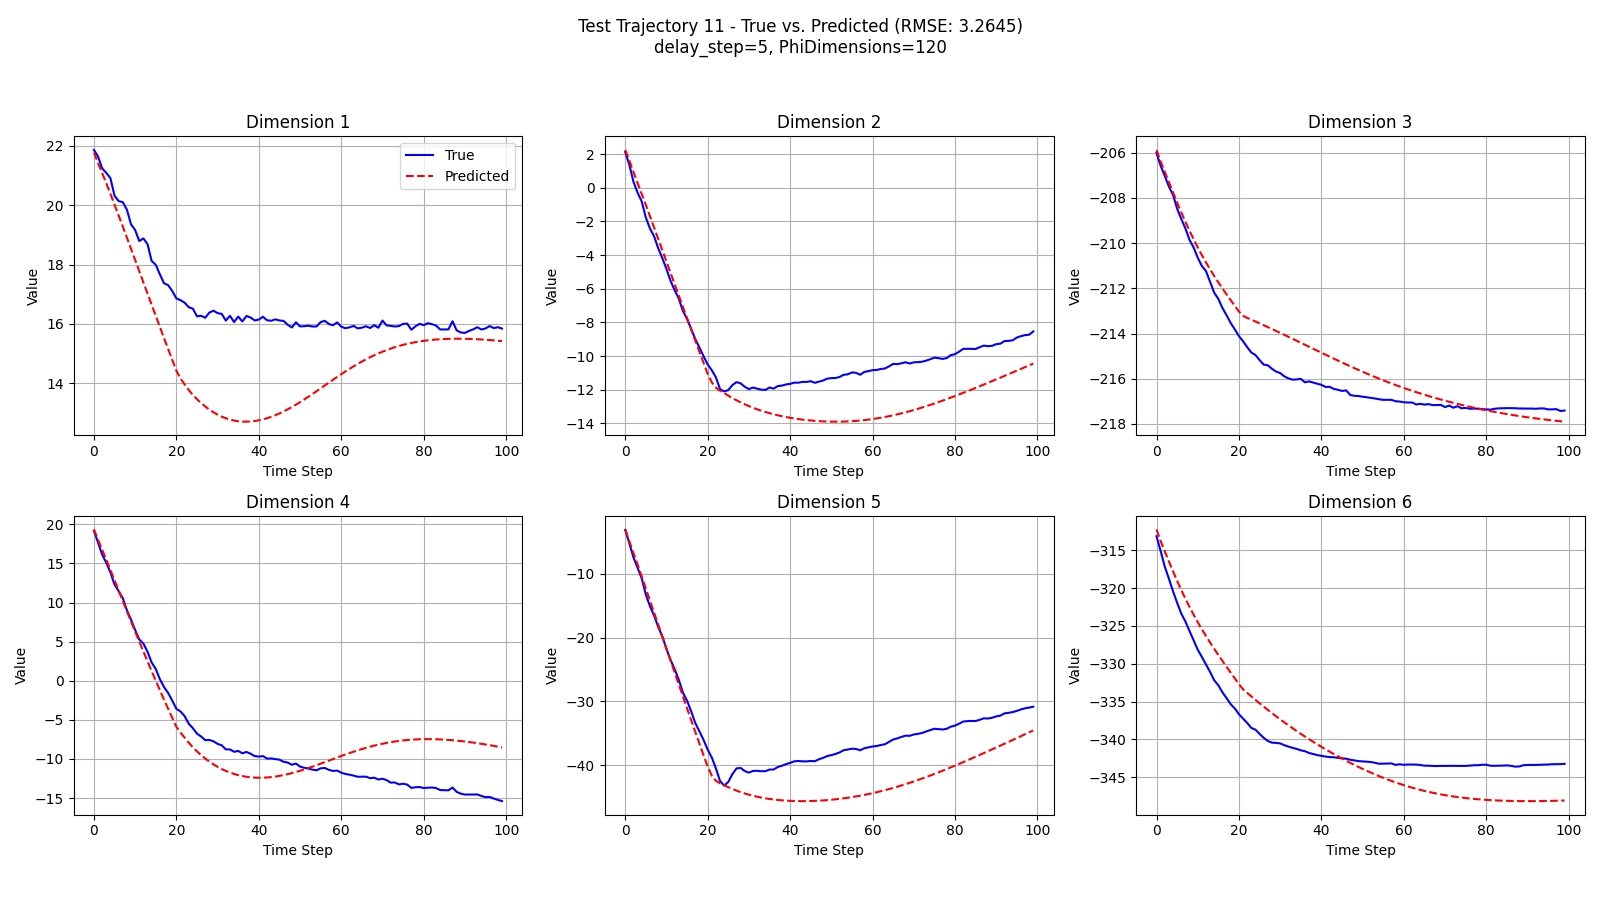 Test Trajectory 11 - True vs. Predicted (RMSE: 3.2645)
delay_step=5, PhiDimensions=120
Dimension 1
22
20
18
16
14
Value
0 20 40 60 80 100
Time Step
True
Predicted
Dimension 2
2
0
−2
−4
−6
−8
−10
−12
−14
Value
0 20 40 60 80 100
Time Step
Dimension 3
−206
−208
−210
−212
−214
−216
−218
Value
0 20 40 60 80 100
Time Step
Dimension 4
20
15
10
5
0
−5
−10
−15
Value
0 20 40 60 80 100
Time Step
Dimension 5
−10
−20
−30
−40
Value
0 20 40 60 80 100
Time Step
Dimension 6
−315
−320
−325
−330
−335
−340
−345
Value
0 20 40 60 80 100
Time Step